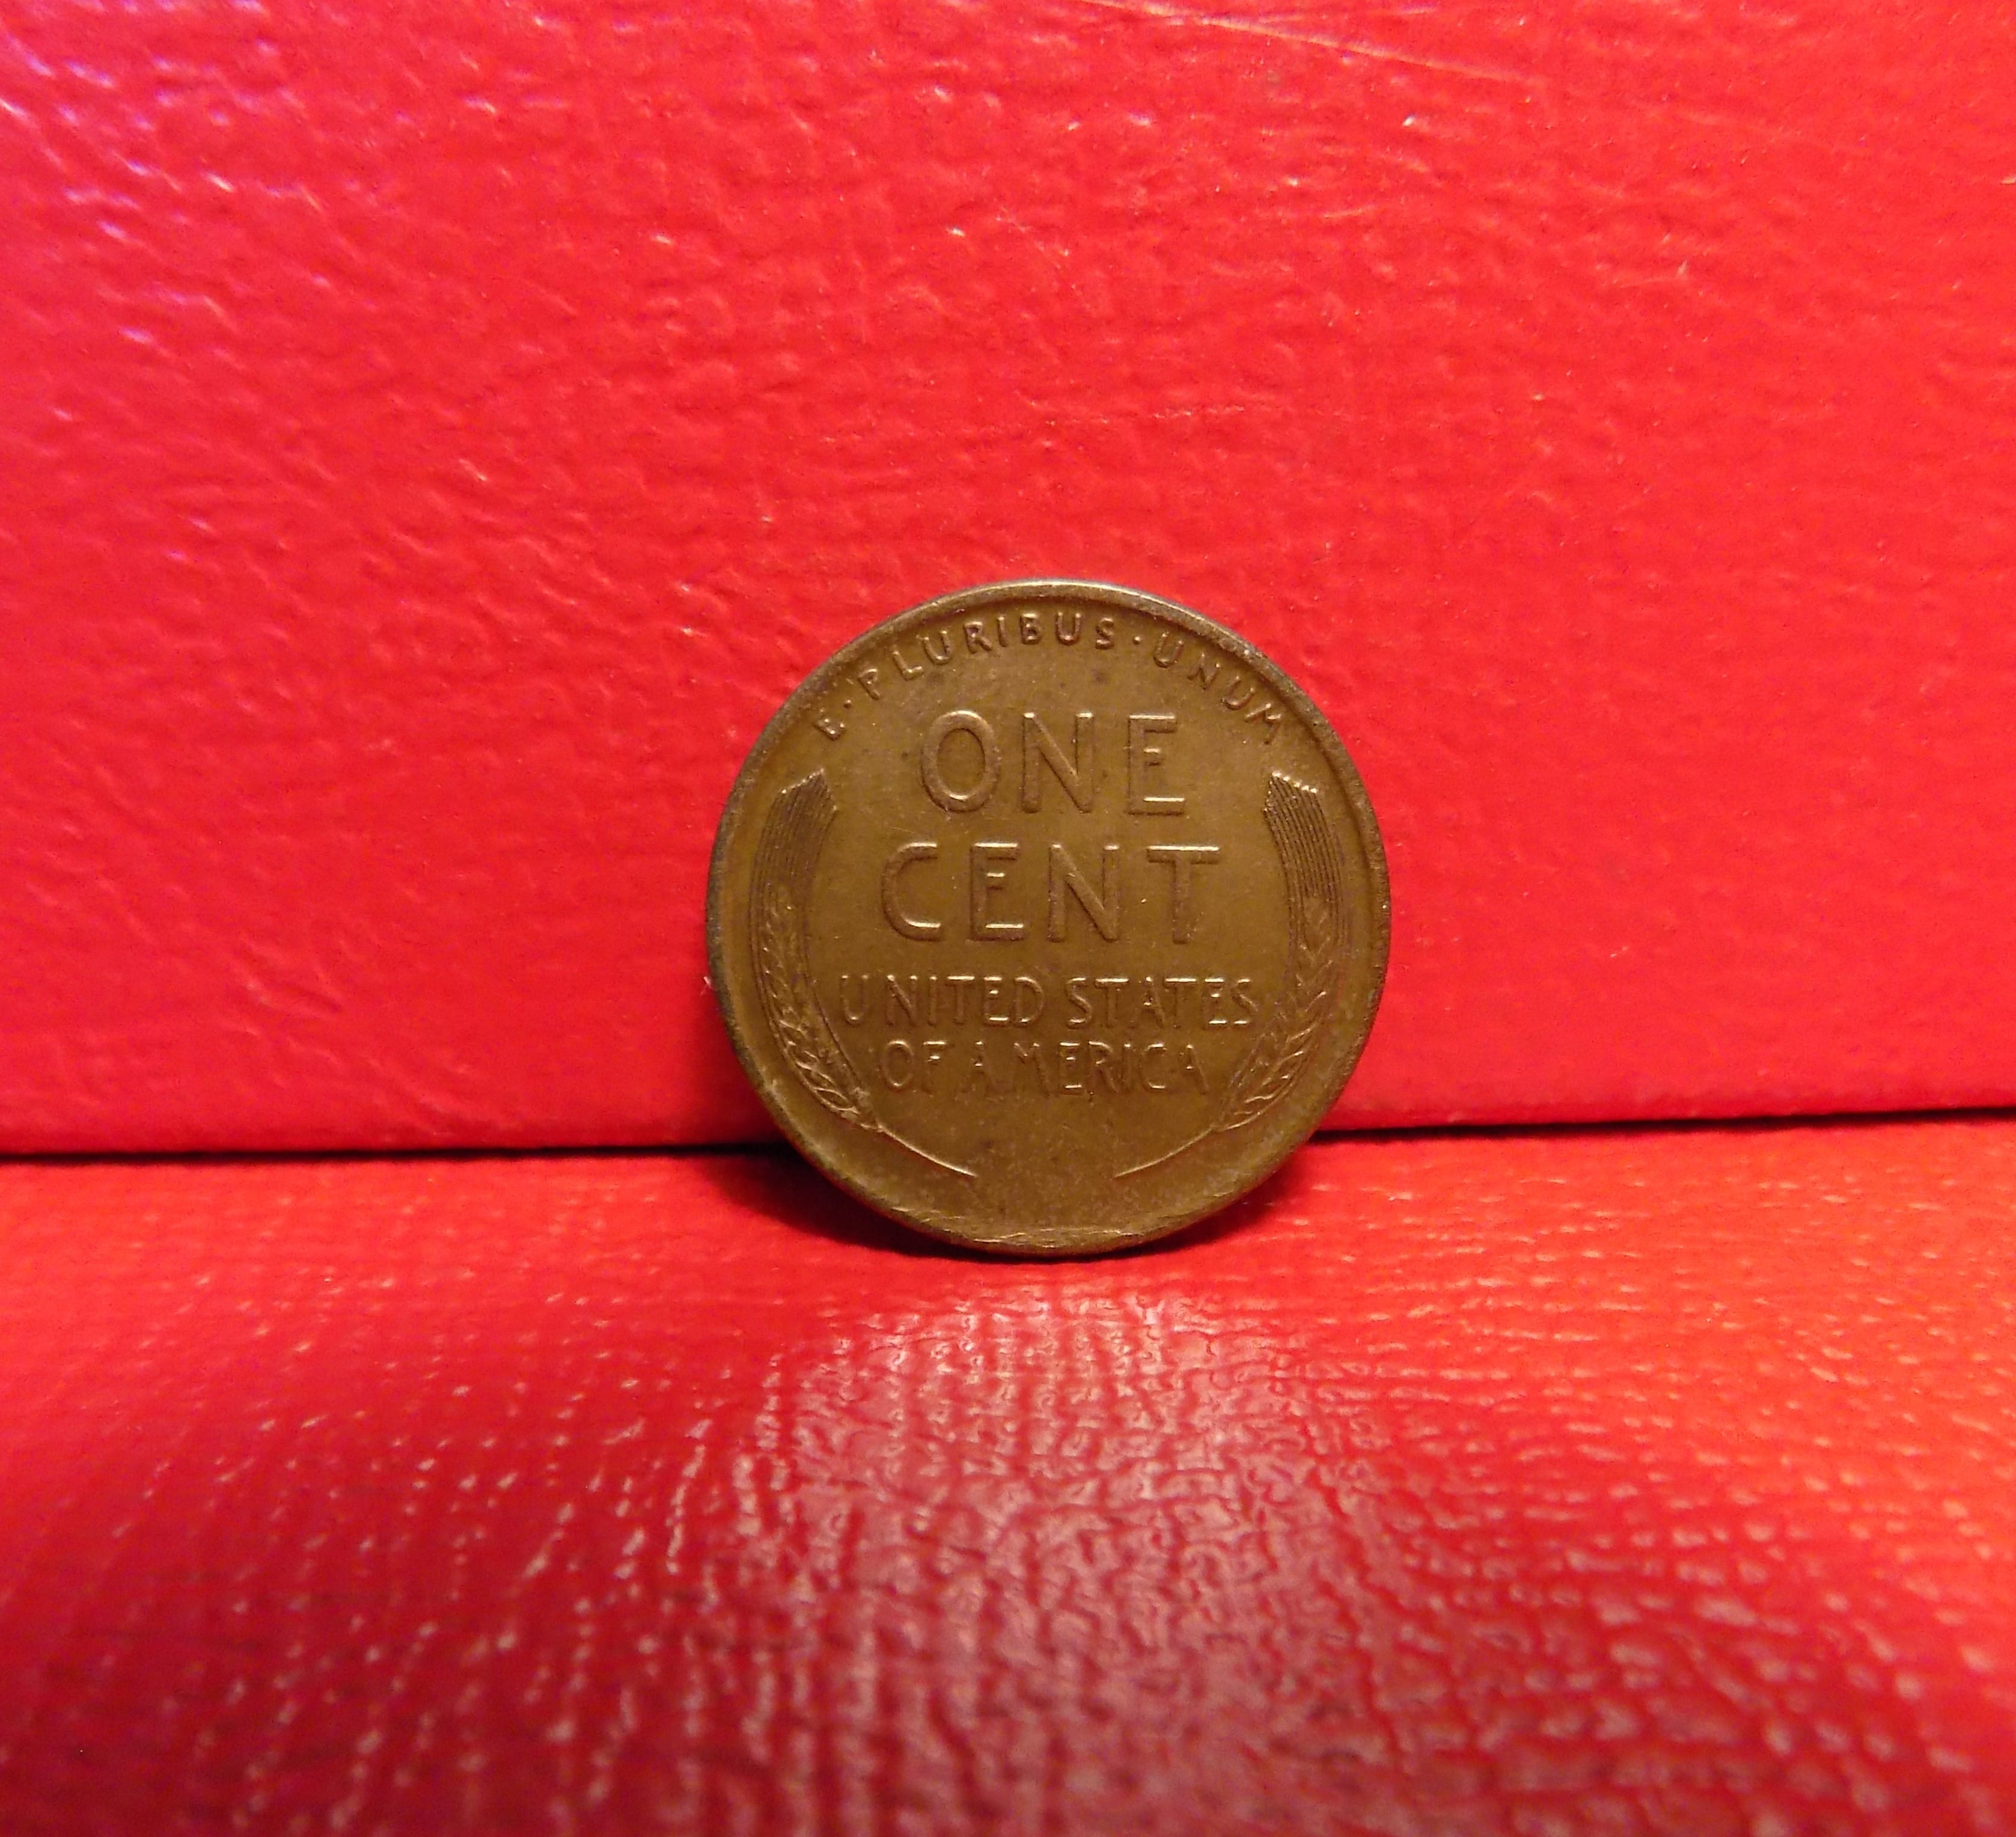 E·PLURIBUS·UNUM
ONE
CENT
UNITED STATES
OF AMERICA